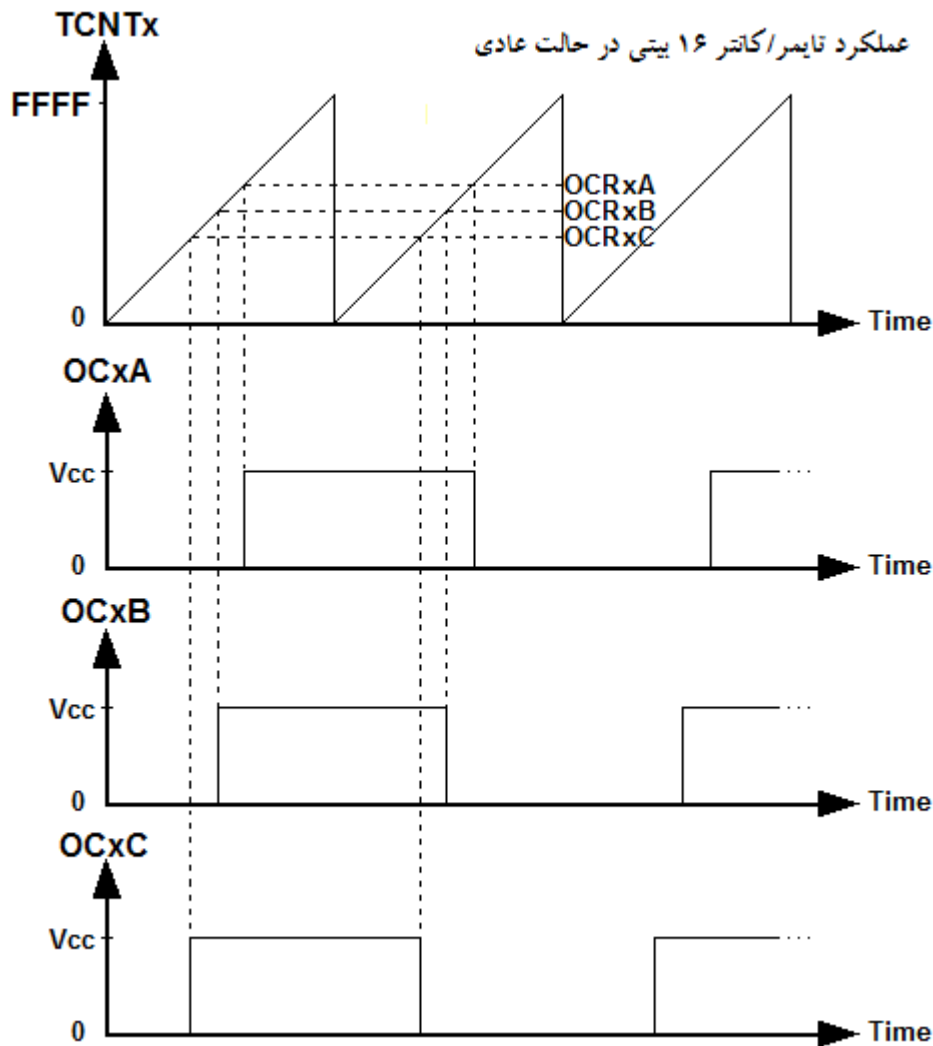 TCNTx
عملکرد تایمر/کانتر ۱۶ بیتی در حالت عادی
FFFF
OCRxA
OCRxB
OCRxC
0
Time
OCxA
Vcc
0
Time
OCxB
Vcc
0
Time
OCxC
Vcc
0
Time